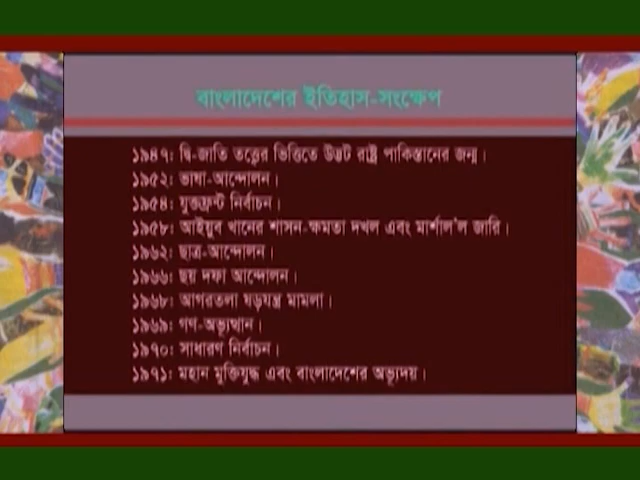 বাংলাদেশের ইতিহাস-সংক্ষেপ
১৯৪৭: দ্বি-জাতি তত্ত্বের ভিত্তিতে উদ্ভট রাষ্ট্র পাকিস্তানের জন্ম।
১৯৫২: ভাষা-আন্দোলন।
১৯৫৪: যুক্তফ্রন্ট নির্বাচন।
১৯৫৮: আইয়ুব খানের শাসন-ক্ষমতা দখল এবং মার্শাল'ল জারি।
১৯৬২: ছাত্র-আন্দোলন।
১৯৬৬: ছয় দফা আন্দোলন।
১৯৬৮: আগরতলা ষড়যন্ত্র মামলা।
১৯৬৯: গণ-অভ্যুত্থান।
১৯৭০: সাধারণ নির্বাচন।
১৯৭১: মহান মুক্তিযুদ্ধ এবং বাংলাদেশের অভ্যুদয়।